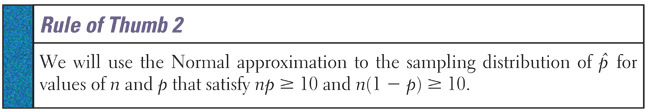 Rule of Thumb 2
We will use the Normal approximation to the sampling distribution of p̂ for
values of n and p that satisfy np ≥ 10 and n(1 − p) ≥ 10.